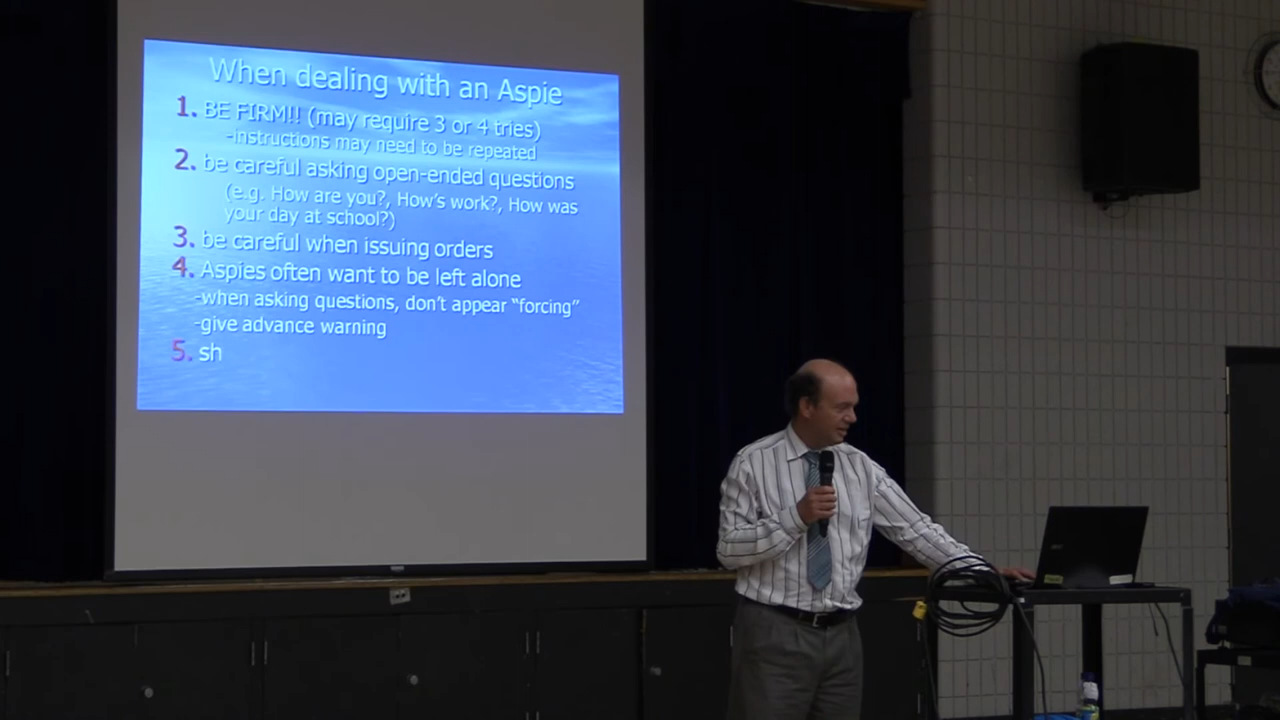 When dealing with an Aspie
1. BE FIRM!! (may require 3 or 4 tries)
-instructions may need to be repeated
2. be careful asking open-ended questions
(e.g. How are you?, How's work?, How was
your day at school?)
3. be careful when issuing orders
4. Aspies often want to be left alone
-when asking questions, don't appear "forcing"
-give advance warning
5. sh